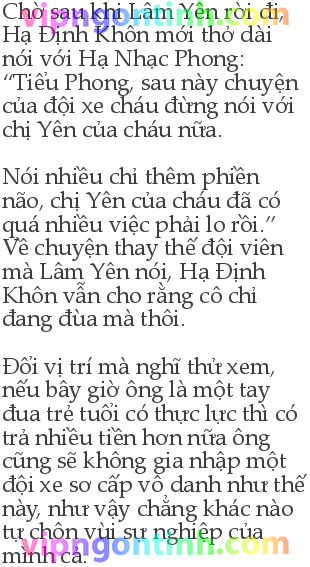 Chờ sau khi Lâm Yên rời đi,
Hạ Định Khôn mới thở dài
nói với Hạ Nhạc Phong:
“Tiểu Phong, sau này chuyện
của đội xe cháu đừng nói với
chị Yên của cháu nữa.
Nói nhiều chỉ thêm phiền
não, chị Yên của cháu đã có
quá nhiều việc phải lo rồi.”
Về chuyện thay thế đội viên
mà Lâm Yên nói, Hạ Định
Khôn vẫn cho rằng cô chỉ
đang đùa mà thôi.
Đổi vị trí mà nghĩ thử xem,
nếu bây giờ ông là một tay
đua trẻ tuổi có thực lực thì có
trả nhiều tiền hơn nữa ông
cũng sẽ không gia nhập một
đội xe sơ cấp vô danh như thế
này, như vậy chẳng khác nào
tự chôn vùi sự nghiệp của
mình cả.
vipngontinh.com
vipngontinh.com
vipngontinh.com